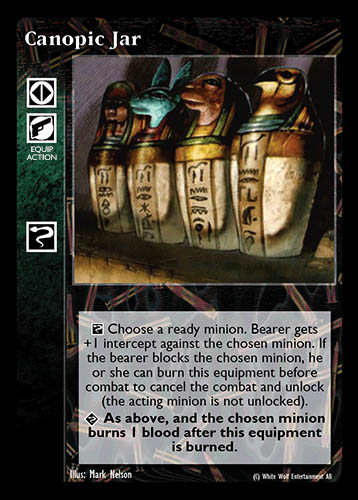 Canopic Jar
EQUIP
ACTION
Choose a ready minion. Bearer gets
+1 intercept against the chosen minion. If
the bearer blocks the chosen minion, he
or she can burn this equipment before
combat to cancel the combat and unlock
(the acting minion is not unlocked).
As above, and the chosen minion
burns 1 blood after this equipment
is burned.
Illus: Mark Nelson
(C) White Wolf Entertainment AB